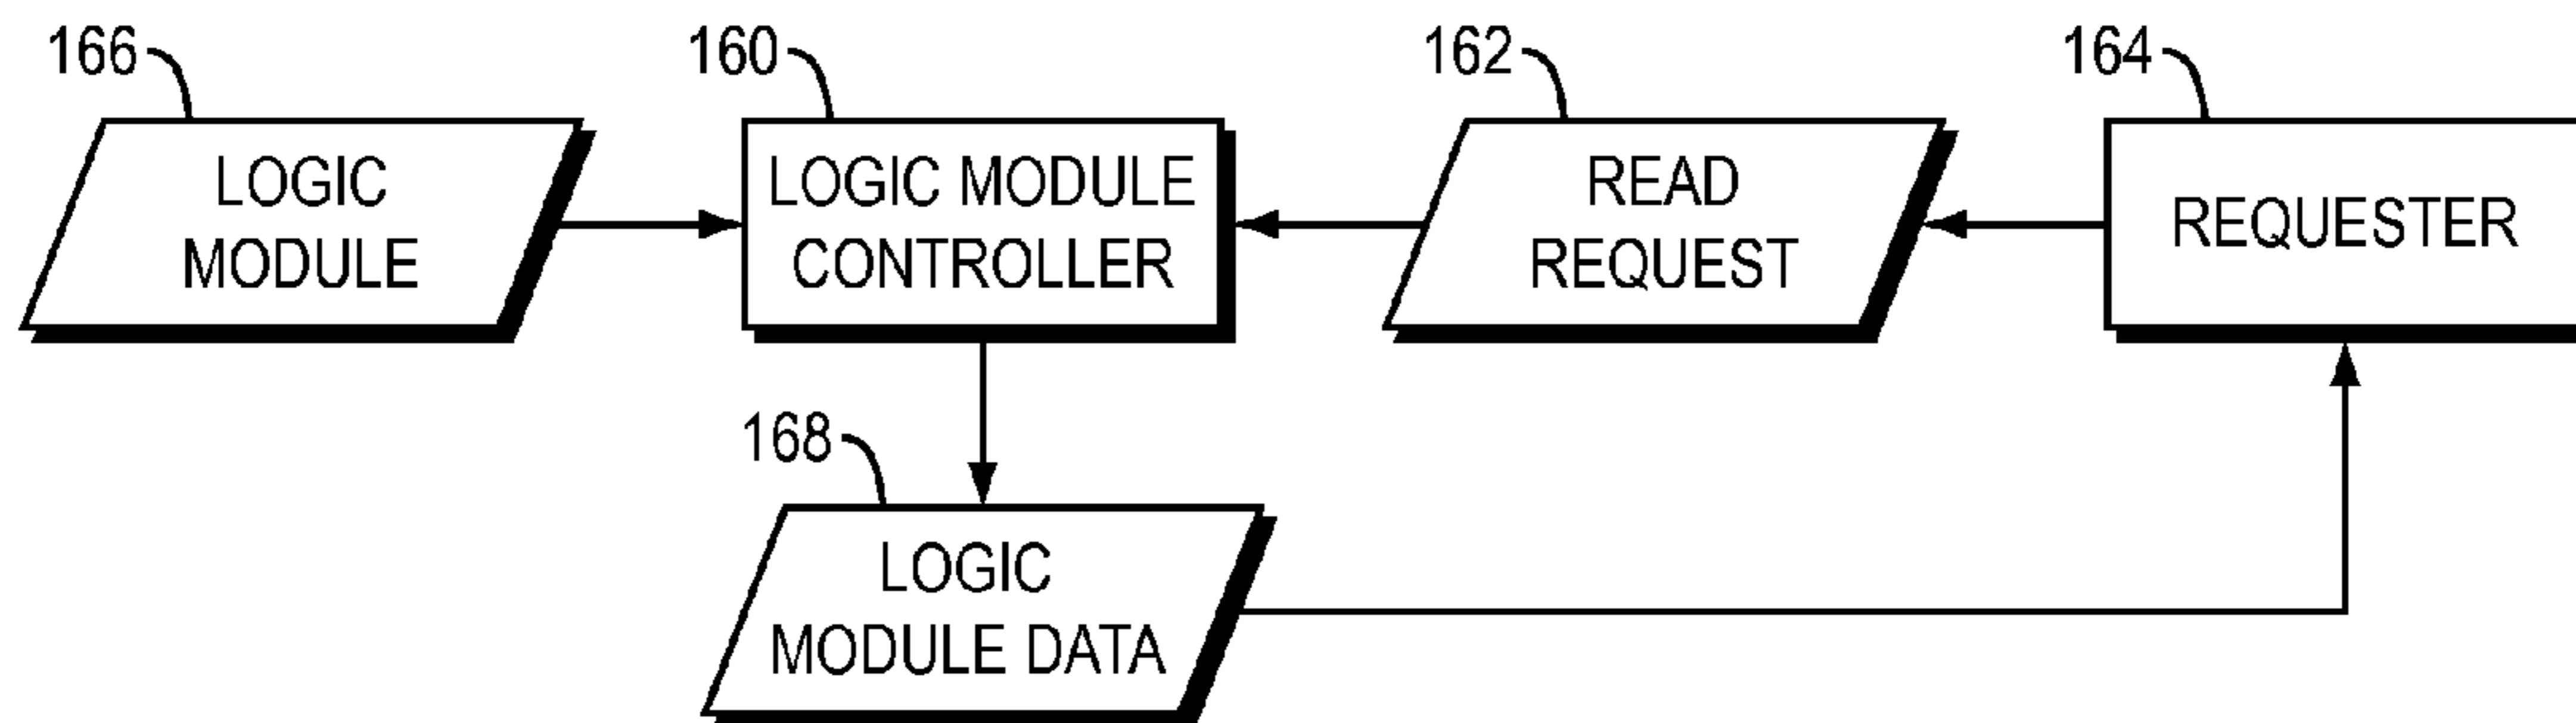 166
160
162
164
LOGIC
MODULE
LOGIC MODULE
CONTROLLER
READ
REQUEST
REQUESTER
168
LOGIC
MODULE DATA